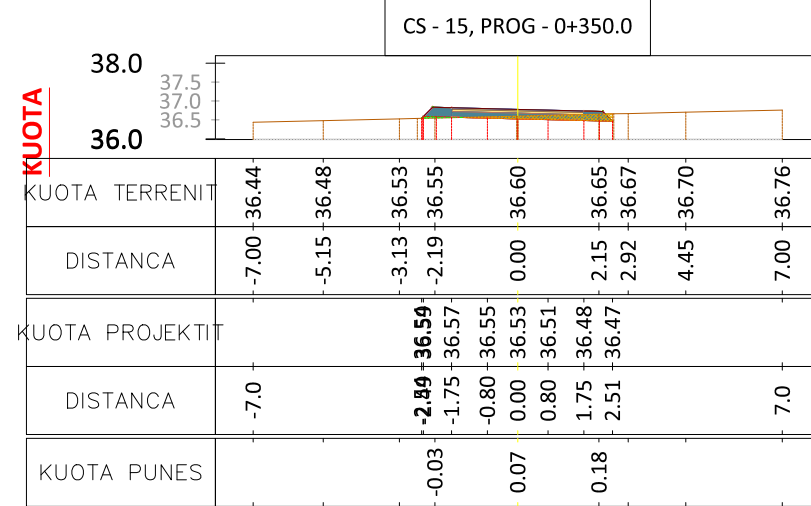 CS - 15, PROG - 0+350.0
KUOTA
38.0
37.5
37.0
36.5
36.0
KUOTA TERRENIT 36.44 36.48 36.53 36.55 36.60 36.65 36.67 36.70 36.76
DISTANCA -7.00 -5.15 -3.13 -2.19 0.00 2.15 2.92 4.45 7.00
KUOTA PROJEKTIT 36.57 36.55 36.53 36.51 36.48 36.47
DISTANCA -7.0 -1.75 -0.80 0.00 0.80 1.75 2.51 7.0
KUOTA PUNES -0.03 0.07 0.18